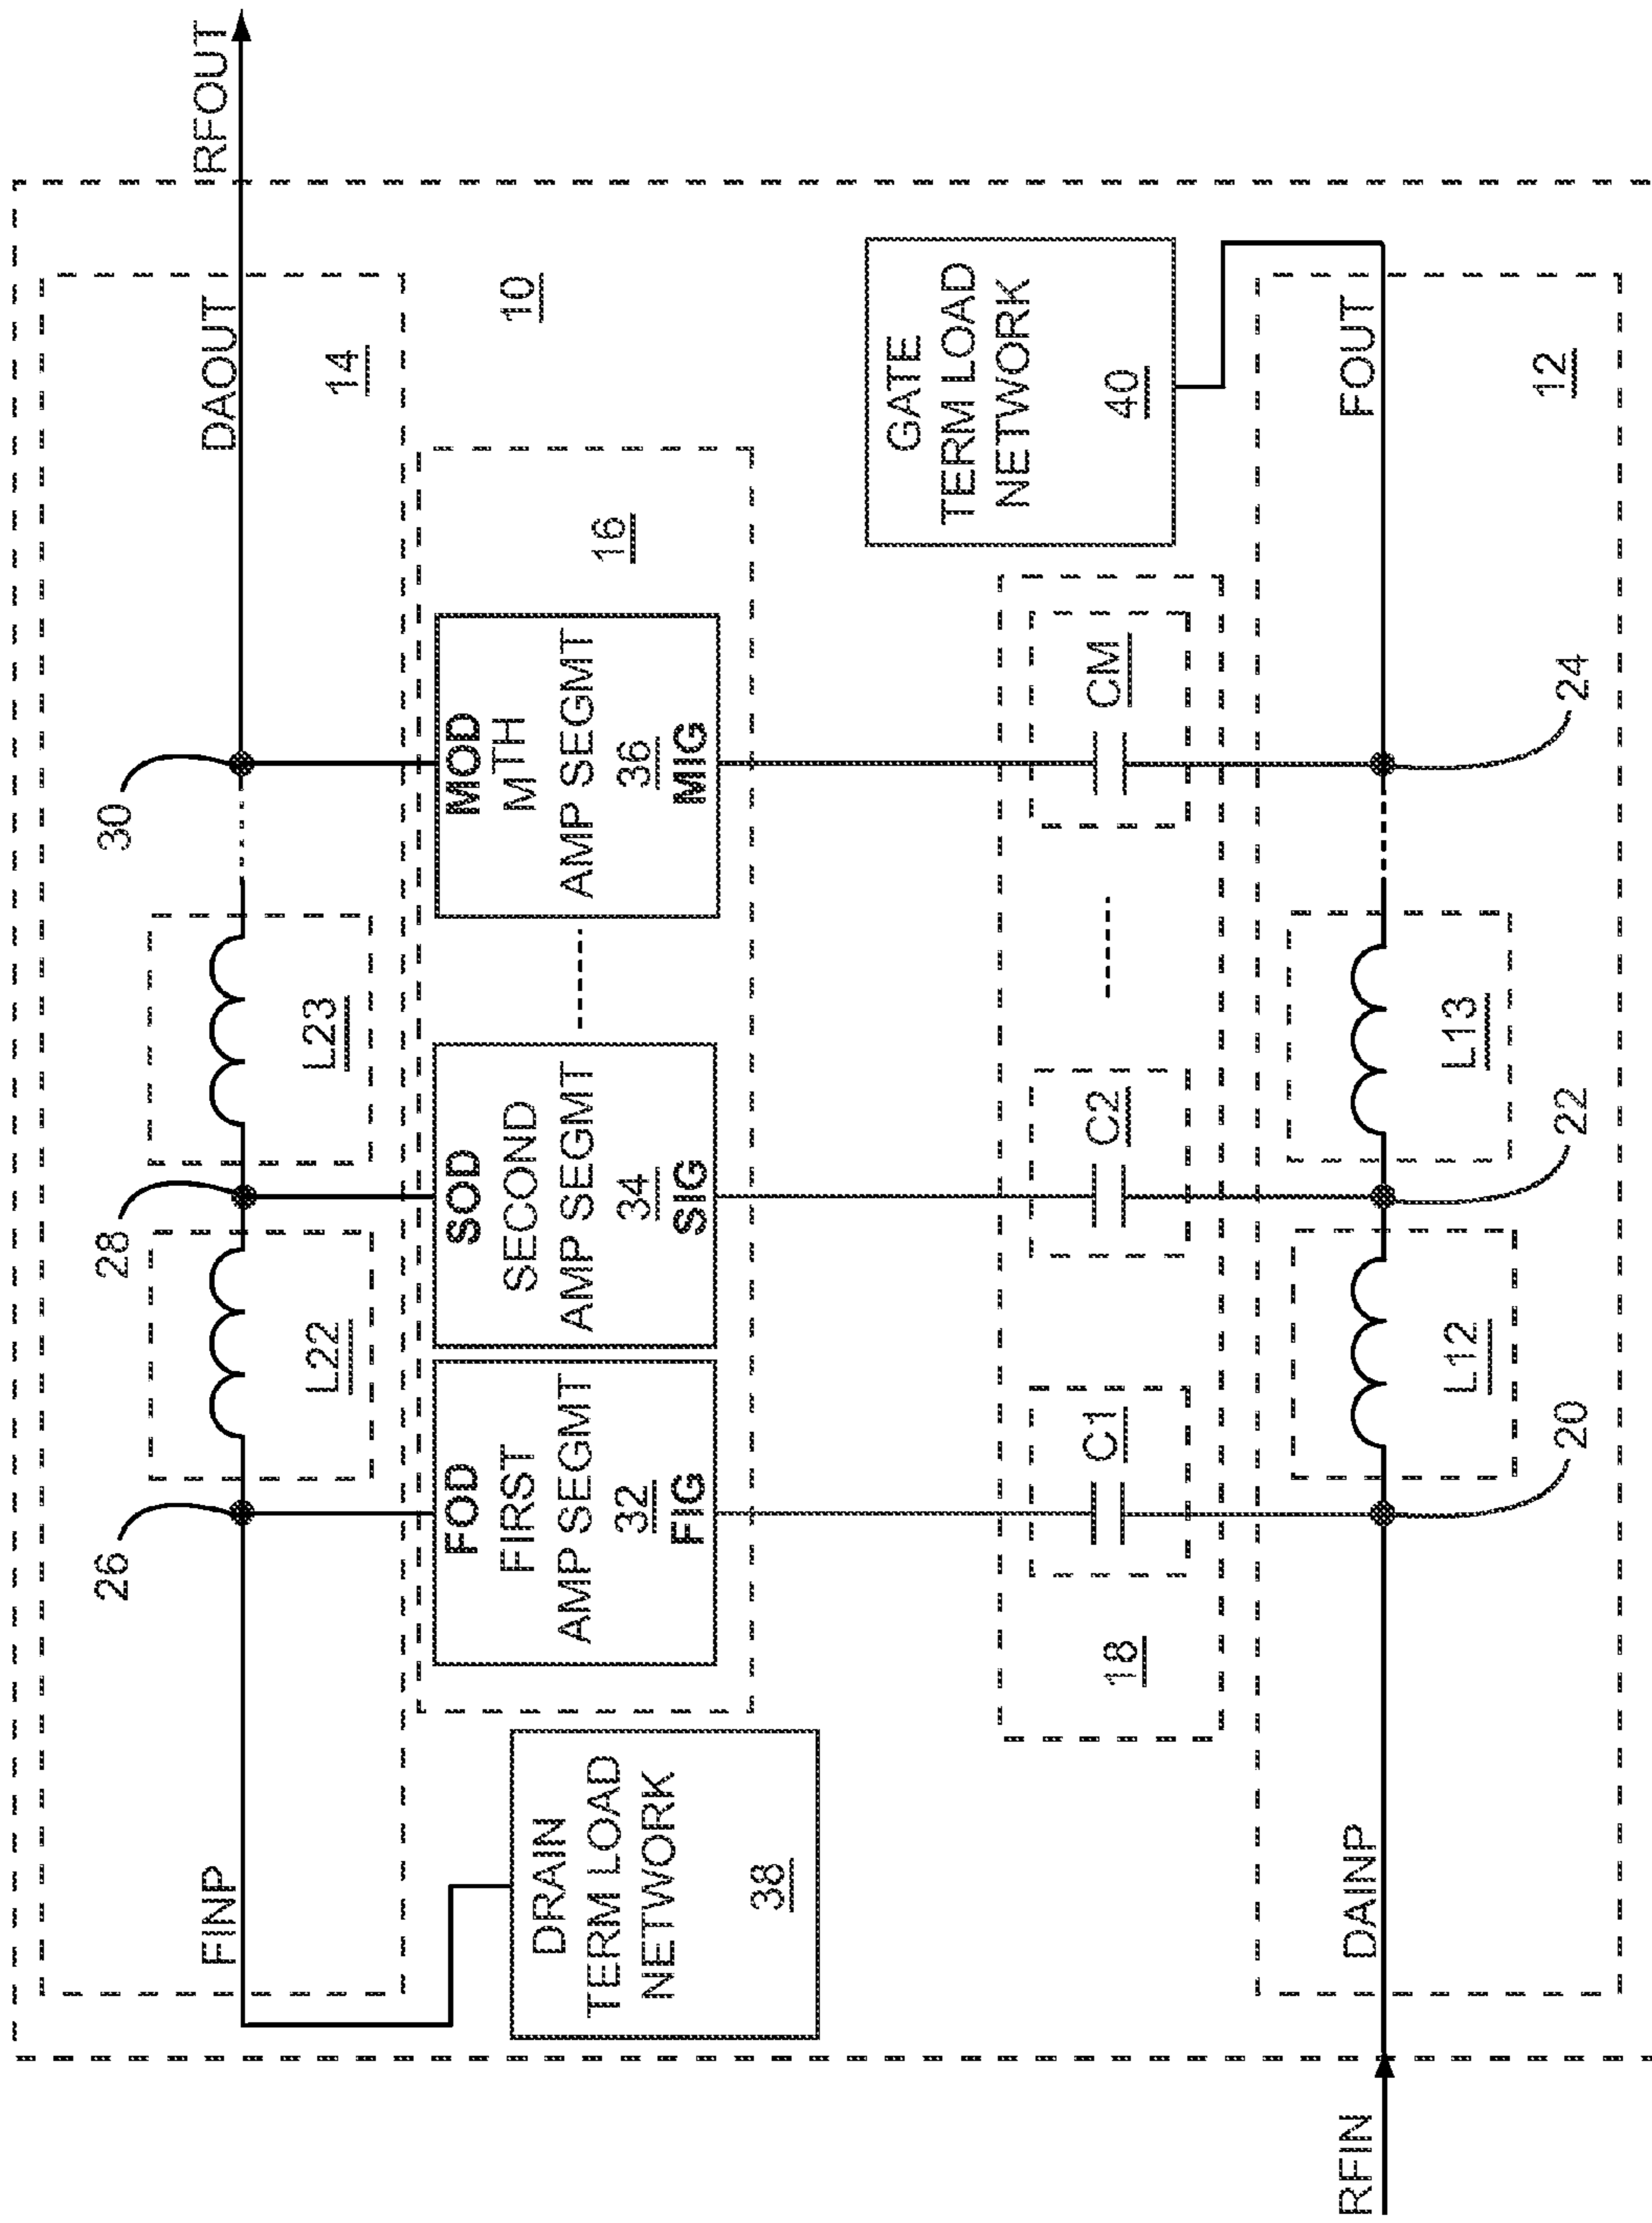 RFOUT
FINP
DAOUT
26
28
30
L22
L23
14
10
DRAIN
TERM LOAD
NETWORK
38
FOD
FIRST
AMP SEGMT
32
FIG
SOD
SECOND
AMP SEGMT
34
SIG
MOD
MTH
AMP SEGMT
36
MIG
16
18
C1
C2
CM
GATE
TERM LOAD
NETWORK
40
RFIN
DAINP
FOUT
L12
L13
12
20
22
24